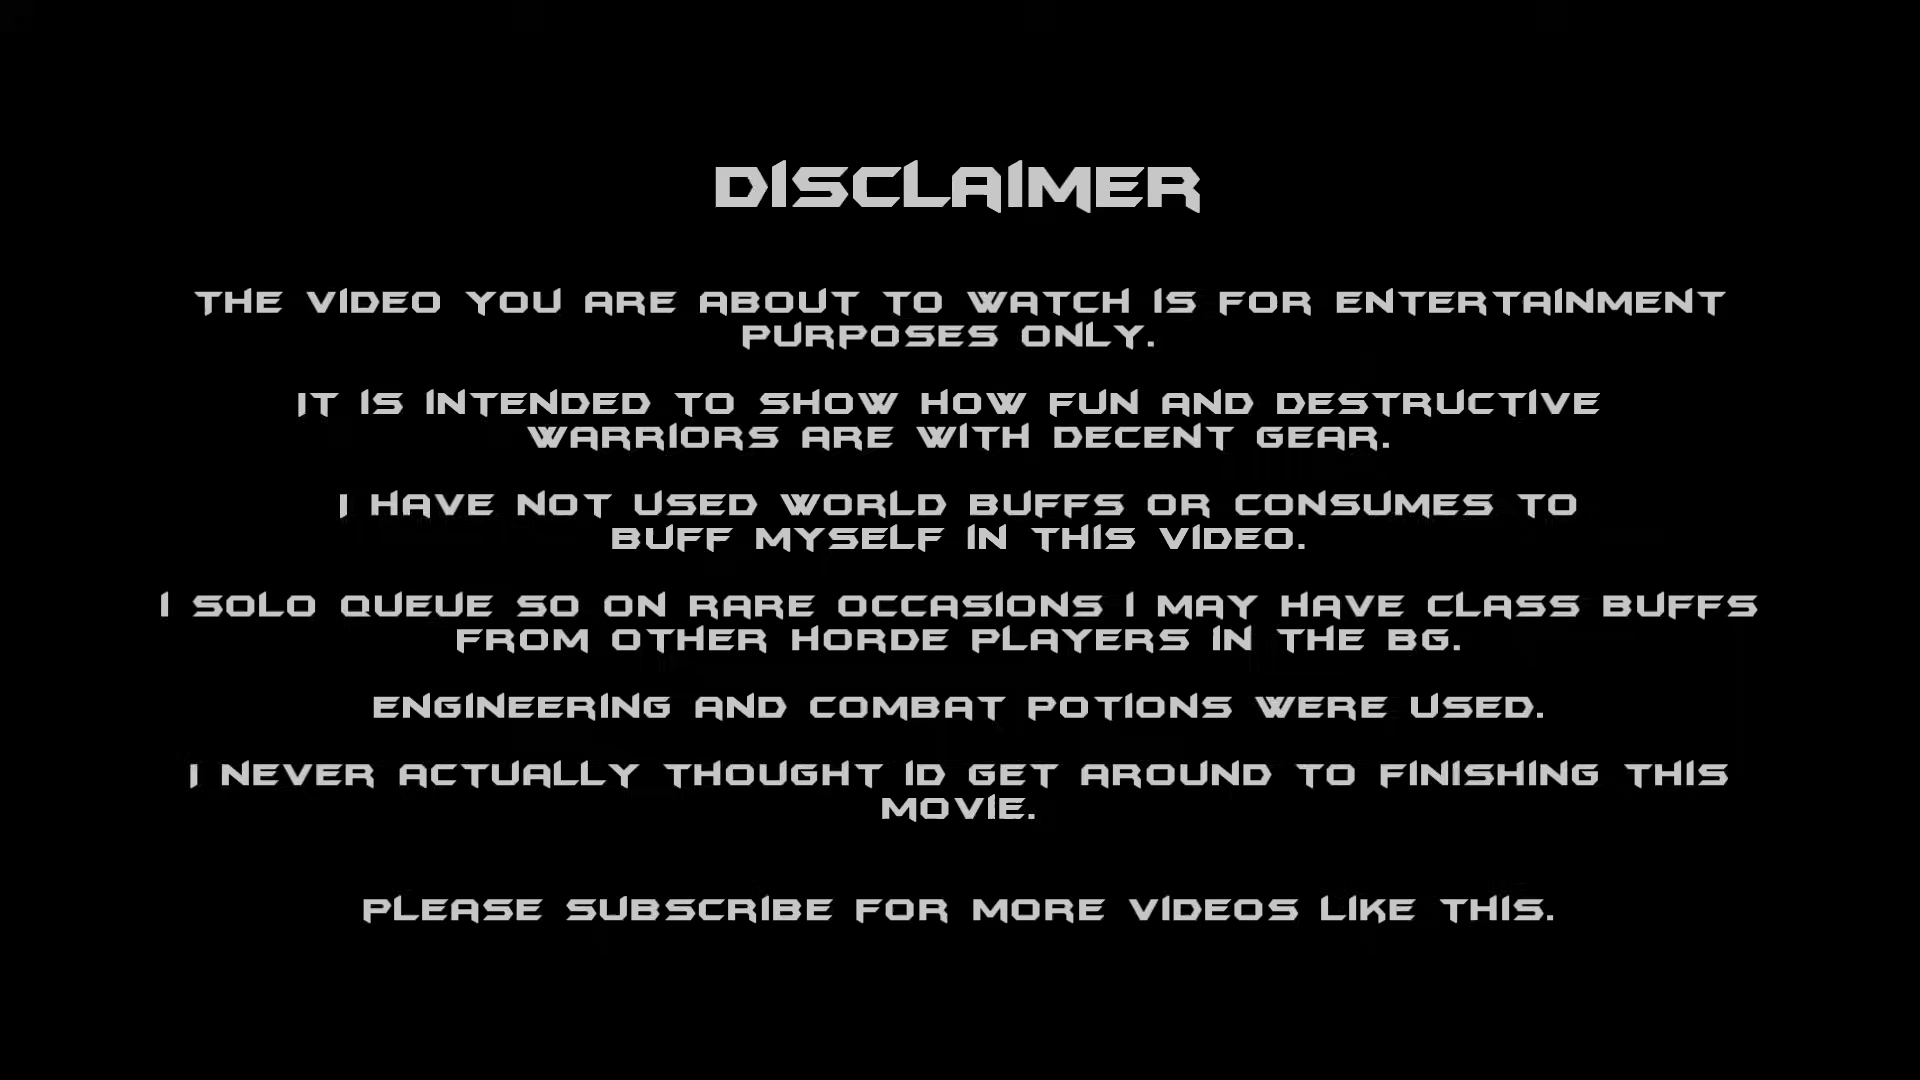 DISCLAIMER
THE VIDEO YOU ARE ABOUT TO WATCH IS FOR ENTERTAINMENT
PURPOSES ONLY.
IT IS INTENDED TO SHOW HOW FUN AND DESTRUCTIVE
WARRIORS ARE WITH DECENT GEAR.
I HAVE NOT USED WORLD BUFFS OR CONSUMES TO
BUFF MYSELF IN THIS VIDEO.
I SOLO QUEUE SO ON RARE OCCASIONS I MAY HAVE CLASS BUFFS
FROM OTHER HORDE PLAYERS IN THE BG.
ENGINEERING AND COMBAT POTIONS WERE USED.
I NEVER ACTUALLY THOUGHT ID GET AROUND TO FINISHING THIS
MOVIE.
PLEASE SUBSCRIBE FOR MORE VIDEOS LIKE THIS.